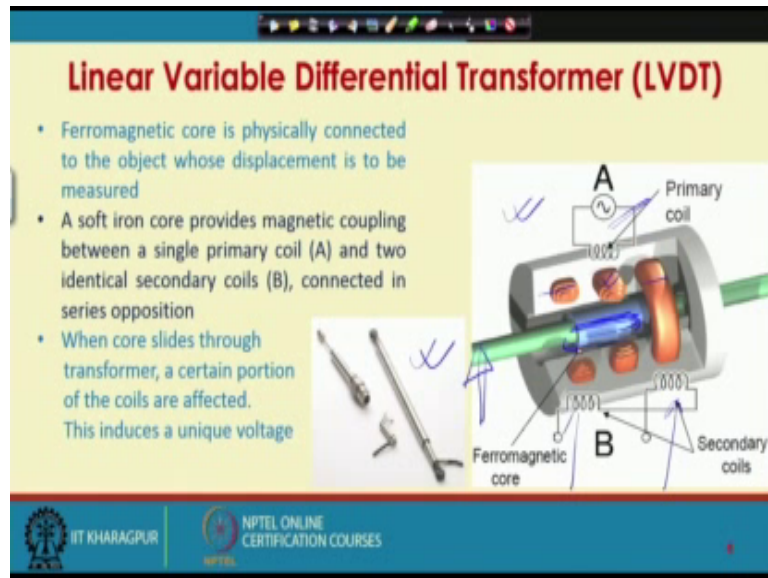 Linear Variable Differential Transformer (LVDT)
• Ferromagnetic core is physically connected
to the object whose displacement is to be
measured
• A soft iron core provides magnetic coupling
between a single primary coil (A) and two
identical secondary coils (B), connected in
series opposition
• When core slides through
transformer, a certain portion
of the coils are affected.
This induces a unique voltage
A
Primary
coil
B
Ferromagnetic
core
Secondary
coils
IIT KHARAGPUR
NPTEL
NPTEL ONLINE
CERTIFICATION COURSES